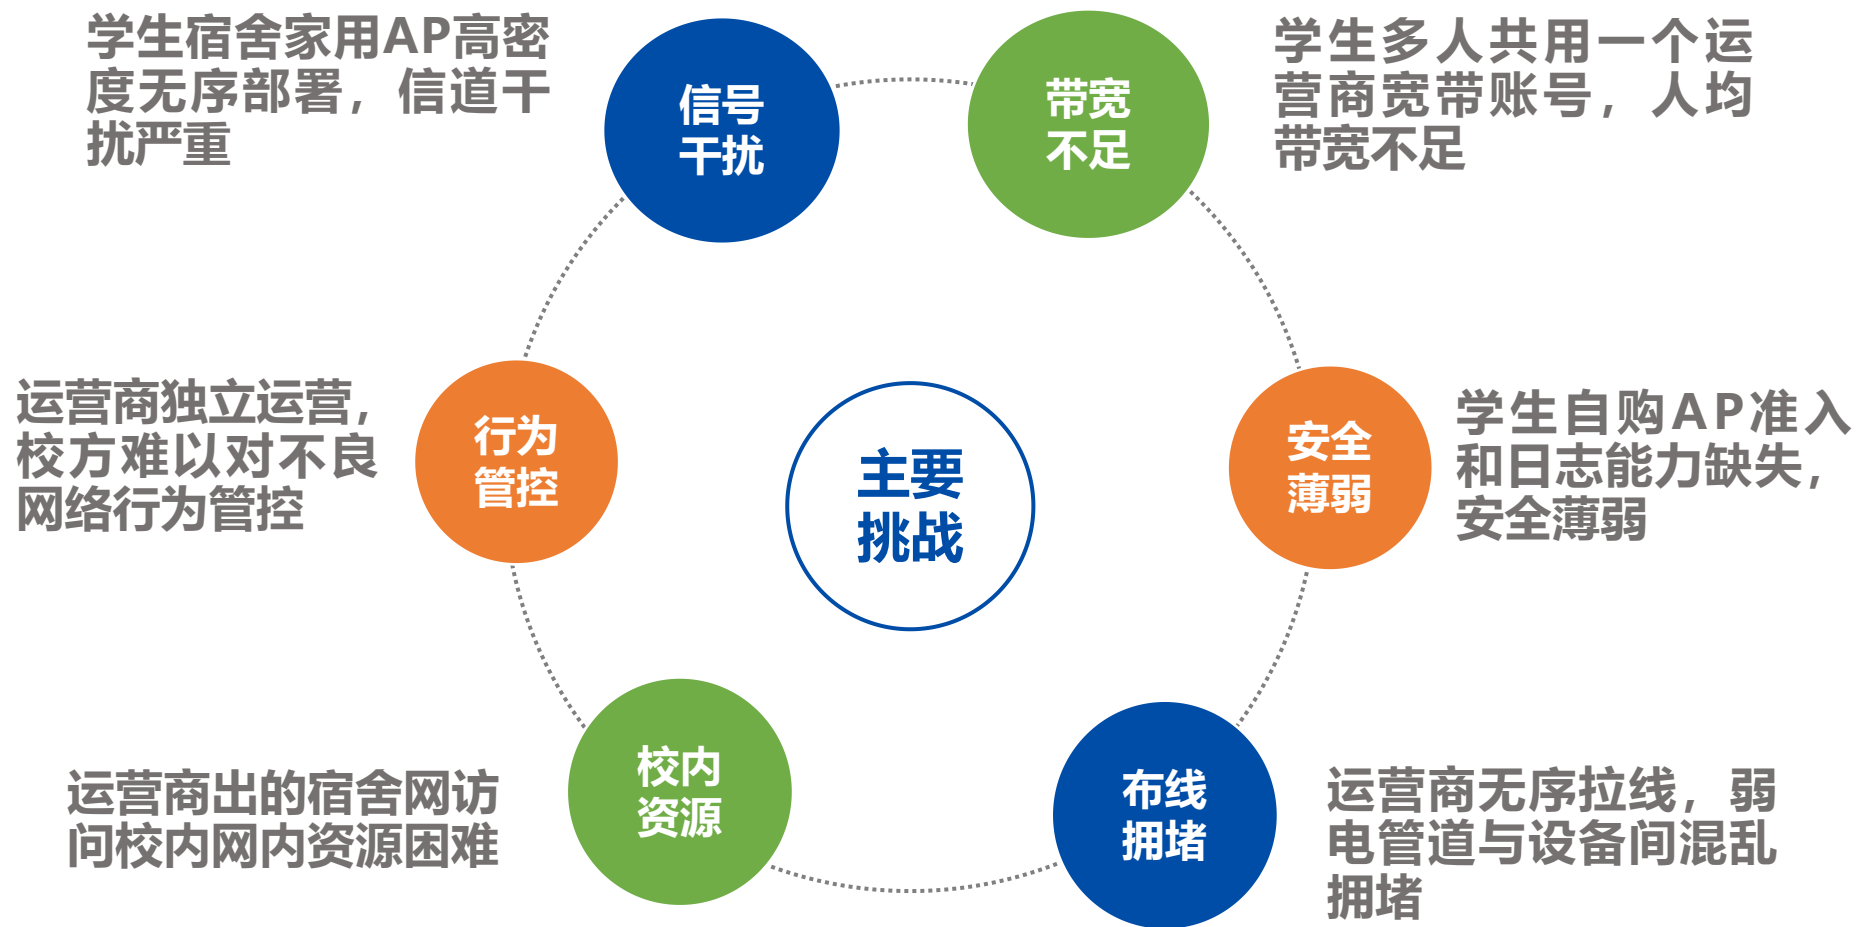 学生宿舍家用AP高密
度无序部署，信道干
扰严重
信号
干扰
带宽
不足
学生多人共用一个运
营商宽带账号，人均
带宽不足
运营商独立运营，
校方难以对不良
网络行为管控
行为
管控
主要
挑战
安全
薄弱
学生自购AP准入
和日志能力缺失，
安全薄弱
运营商出的宿舍网访
问校内网内资源困难
校内
资源
布线
拥堵
运营商无序拉线，弱
电管道与设备间混乱
拥堵